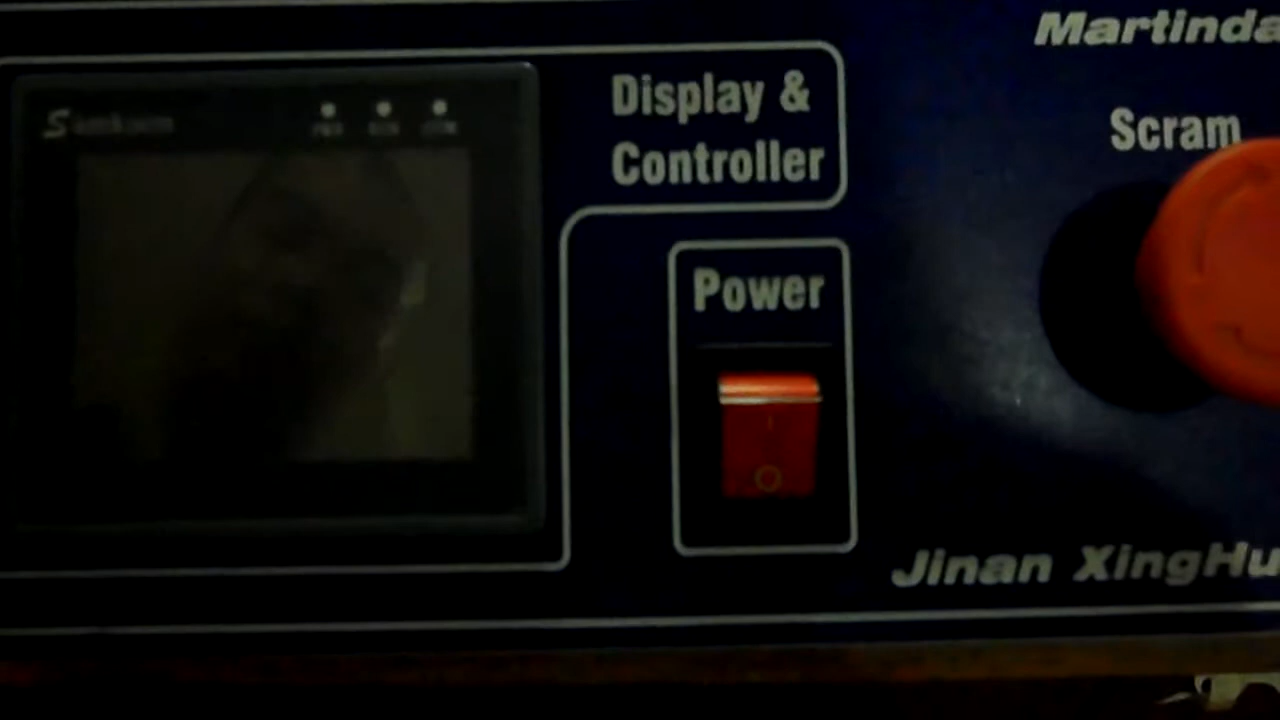 Martinda
Display &
Controller
Scram
Power
Jinan XingHu